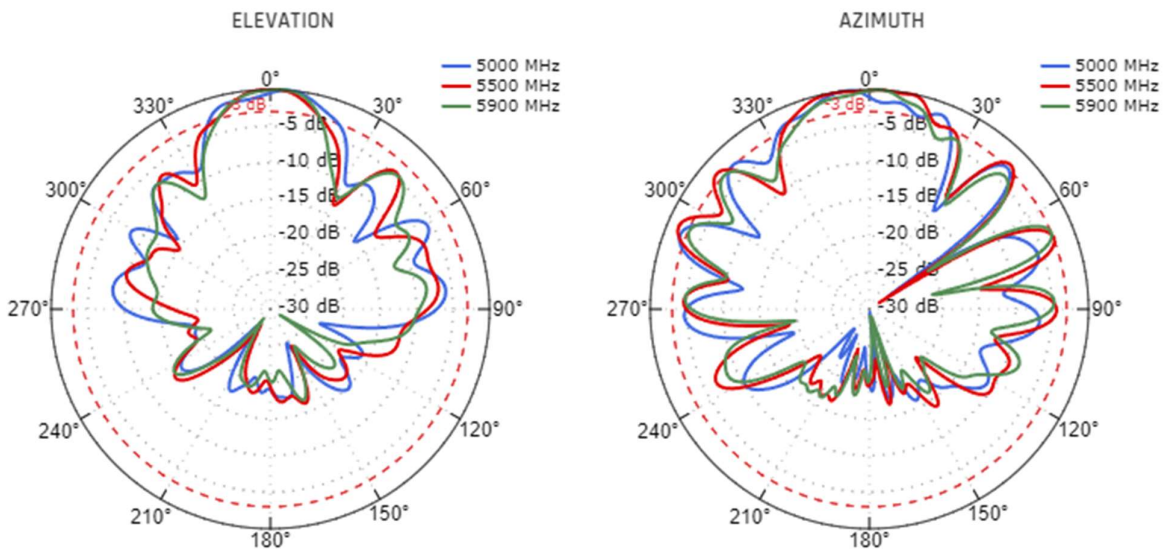 ELEVATION
5000 MHz
5500 MHz
5900 MHz
0°
30°
60°
90°
120°
150°
180°
210°
240°
270°
300°
330°
-3 dB
-5 dB
-10 dB
-15 dB
-20 dB
-25 dB
-30 dB
AZIMUTH
5000 MHz
5500 MHz
5900 MHz
0°
30°
60°
90°
120°
150°
180°
210°
240°
270°
300°
330°
-3 dB
-5 dB
-10 dB
-15 dB
-20 dB
-25 dB
-30 dB